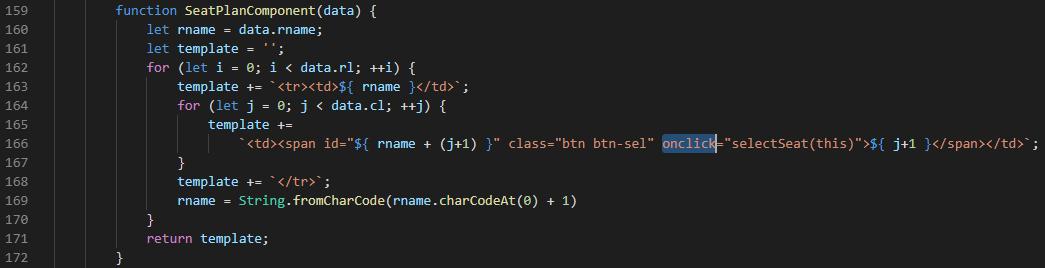 159 function SeatPlanComponent(data) {
160 let rname = data.rname;
161 let template = '';
162 for (let i = 0; i < data.rl; ++i) {
163 template += `<tr><td>${ rname }</td>`;
164 for (let j = 0; j < data.cl; ++j) {
165 template +=
166 `<td><span id="${ rname + (j+1) }" class="btn btn-sel" onclick="selectSeat(this)">${ j+1 }</span></td>`;
167 }
168 template += `</tr>`;
169 rname = String.fromCharCode(rname.charCodeAt(0) + 1)
170 }
171 return template;
172 }